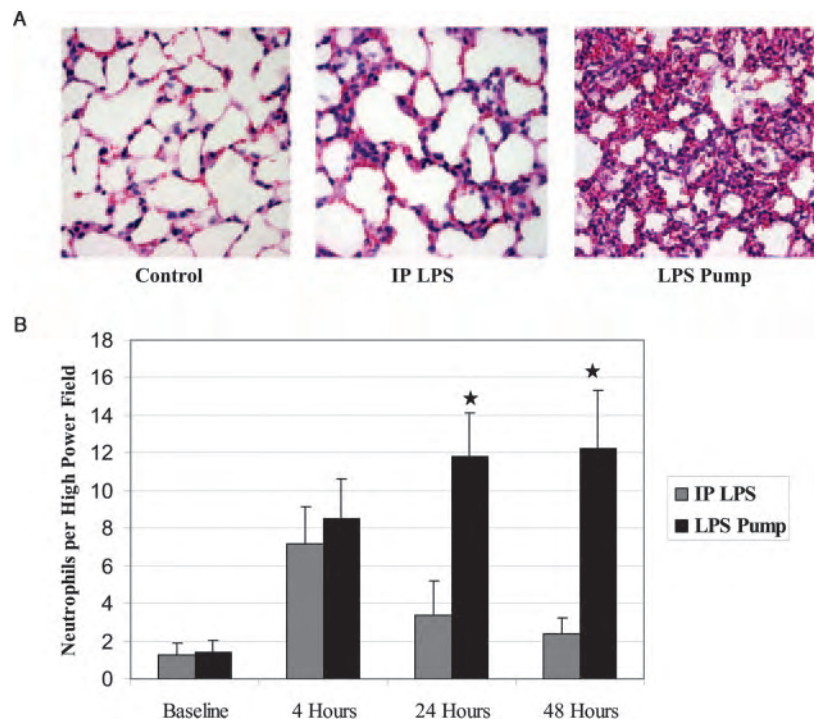 A
Control
IP LPS
LPS Pump
B
Neutrophils per High Power Field
18
16
14
12
10
8
6
4
2
0
★
★
Baseline
4 Hours
24 Hours
48 Hours
IP LPS
LPS Pump